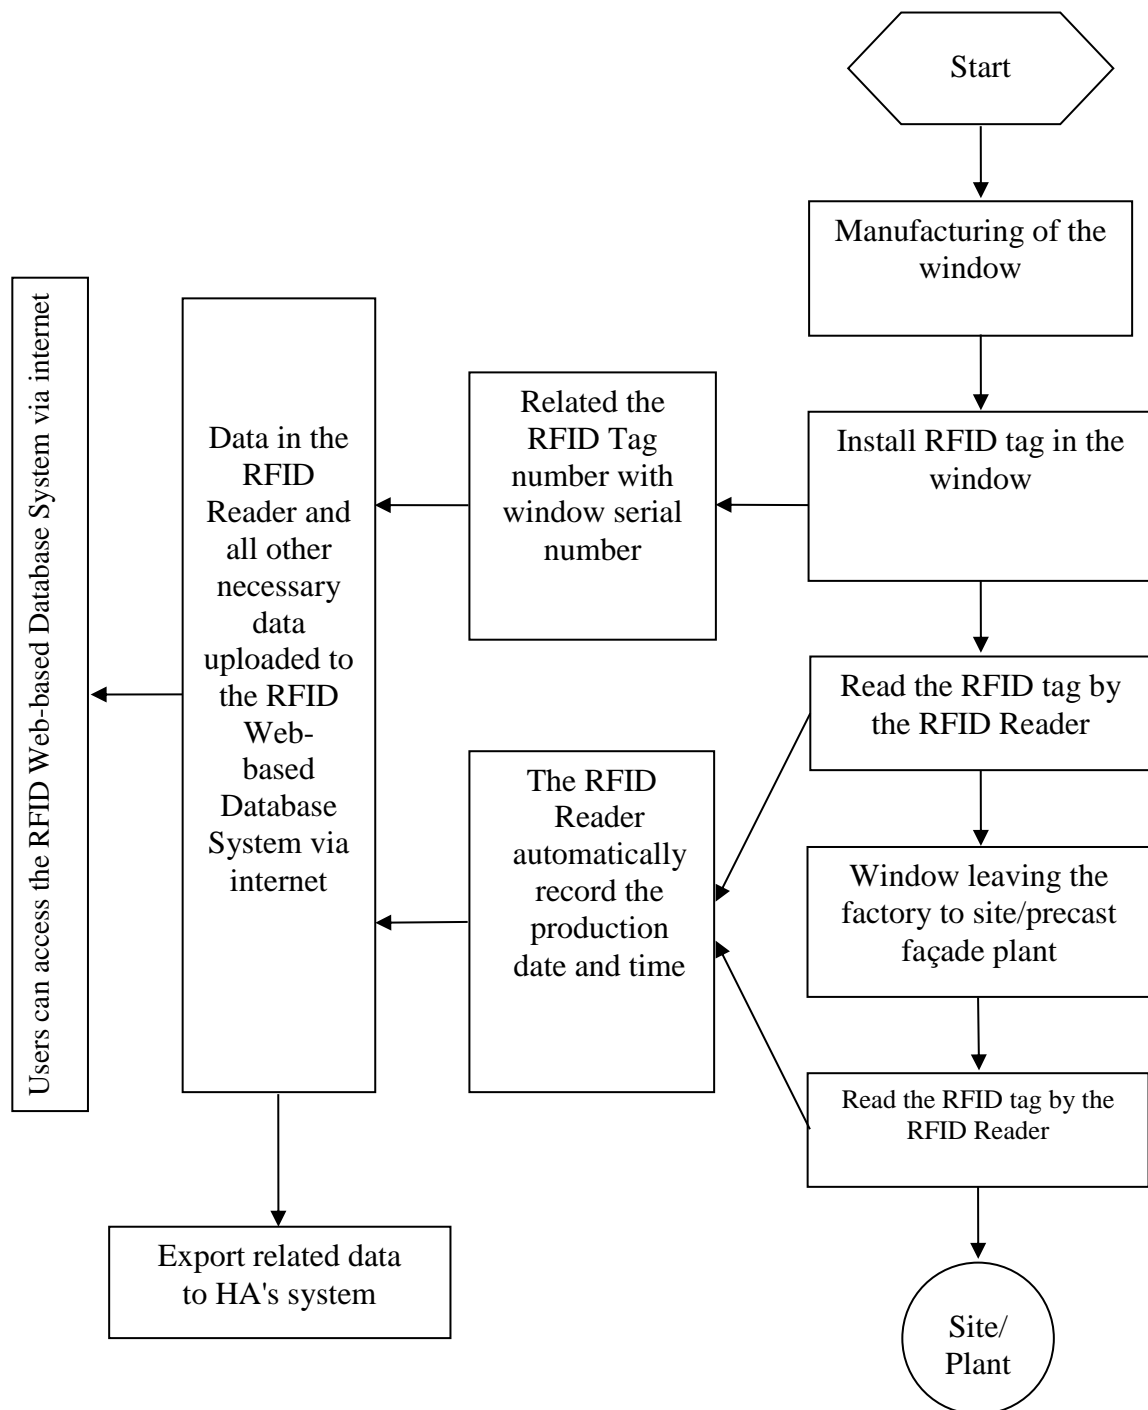 Start
Manufacturing of the
window
Install RFID tag in the
window
Related the
RFID Tag
number with
window serial
number
Data in the
RFID
Reader and
all other
necessary
data
uploaded to
the RFID
Web-
based
Database
System via
internet
Users can access the RFID Web-based Database System via internet
Read the RFID tag by
the RFID Reader
The RFID
Reader
automatically
record the
production
date and time
Window leaving the
factory to site/precast
façade plant
Read the RFID tag by the
RFID Reader
Export related data
to HA's system
Site/
Plant